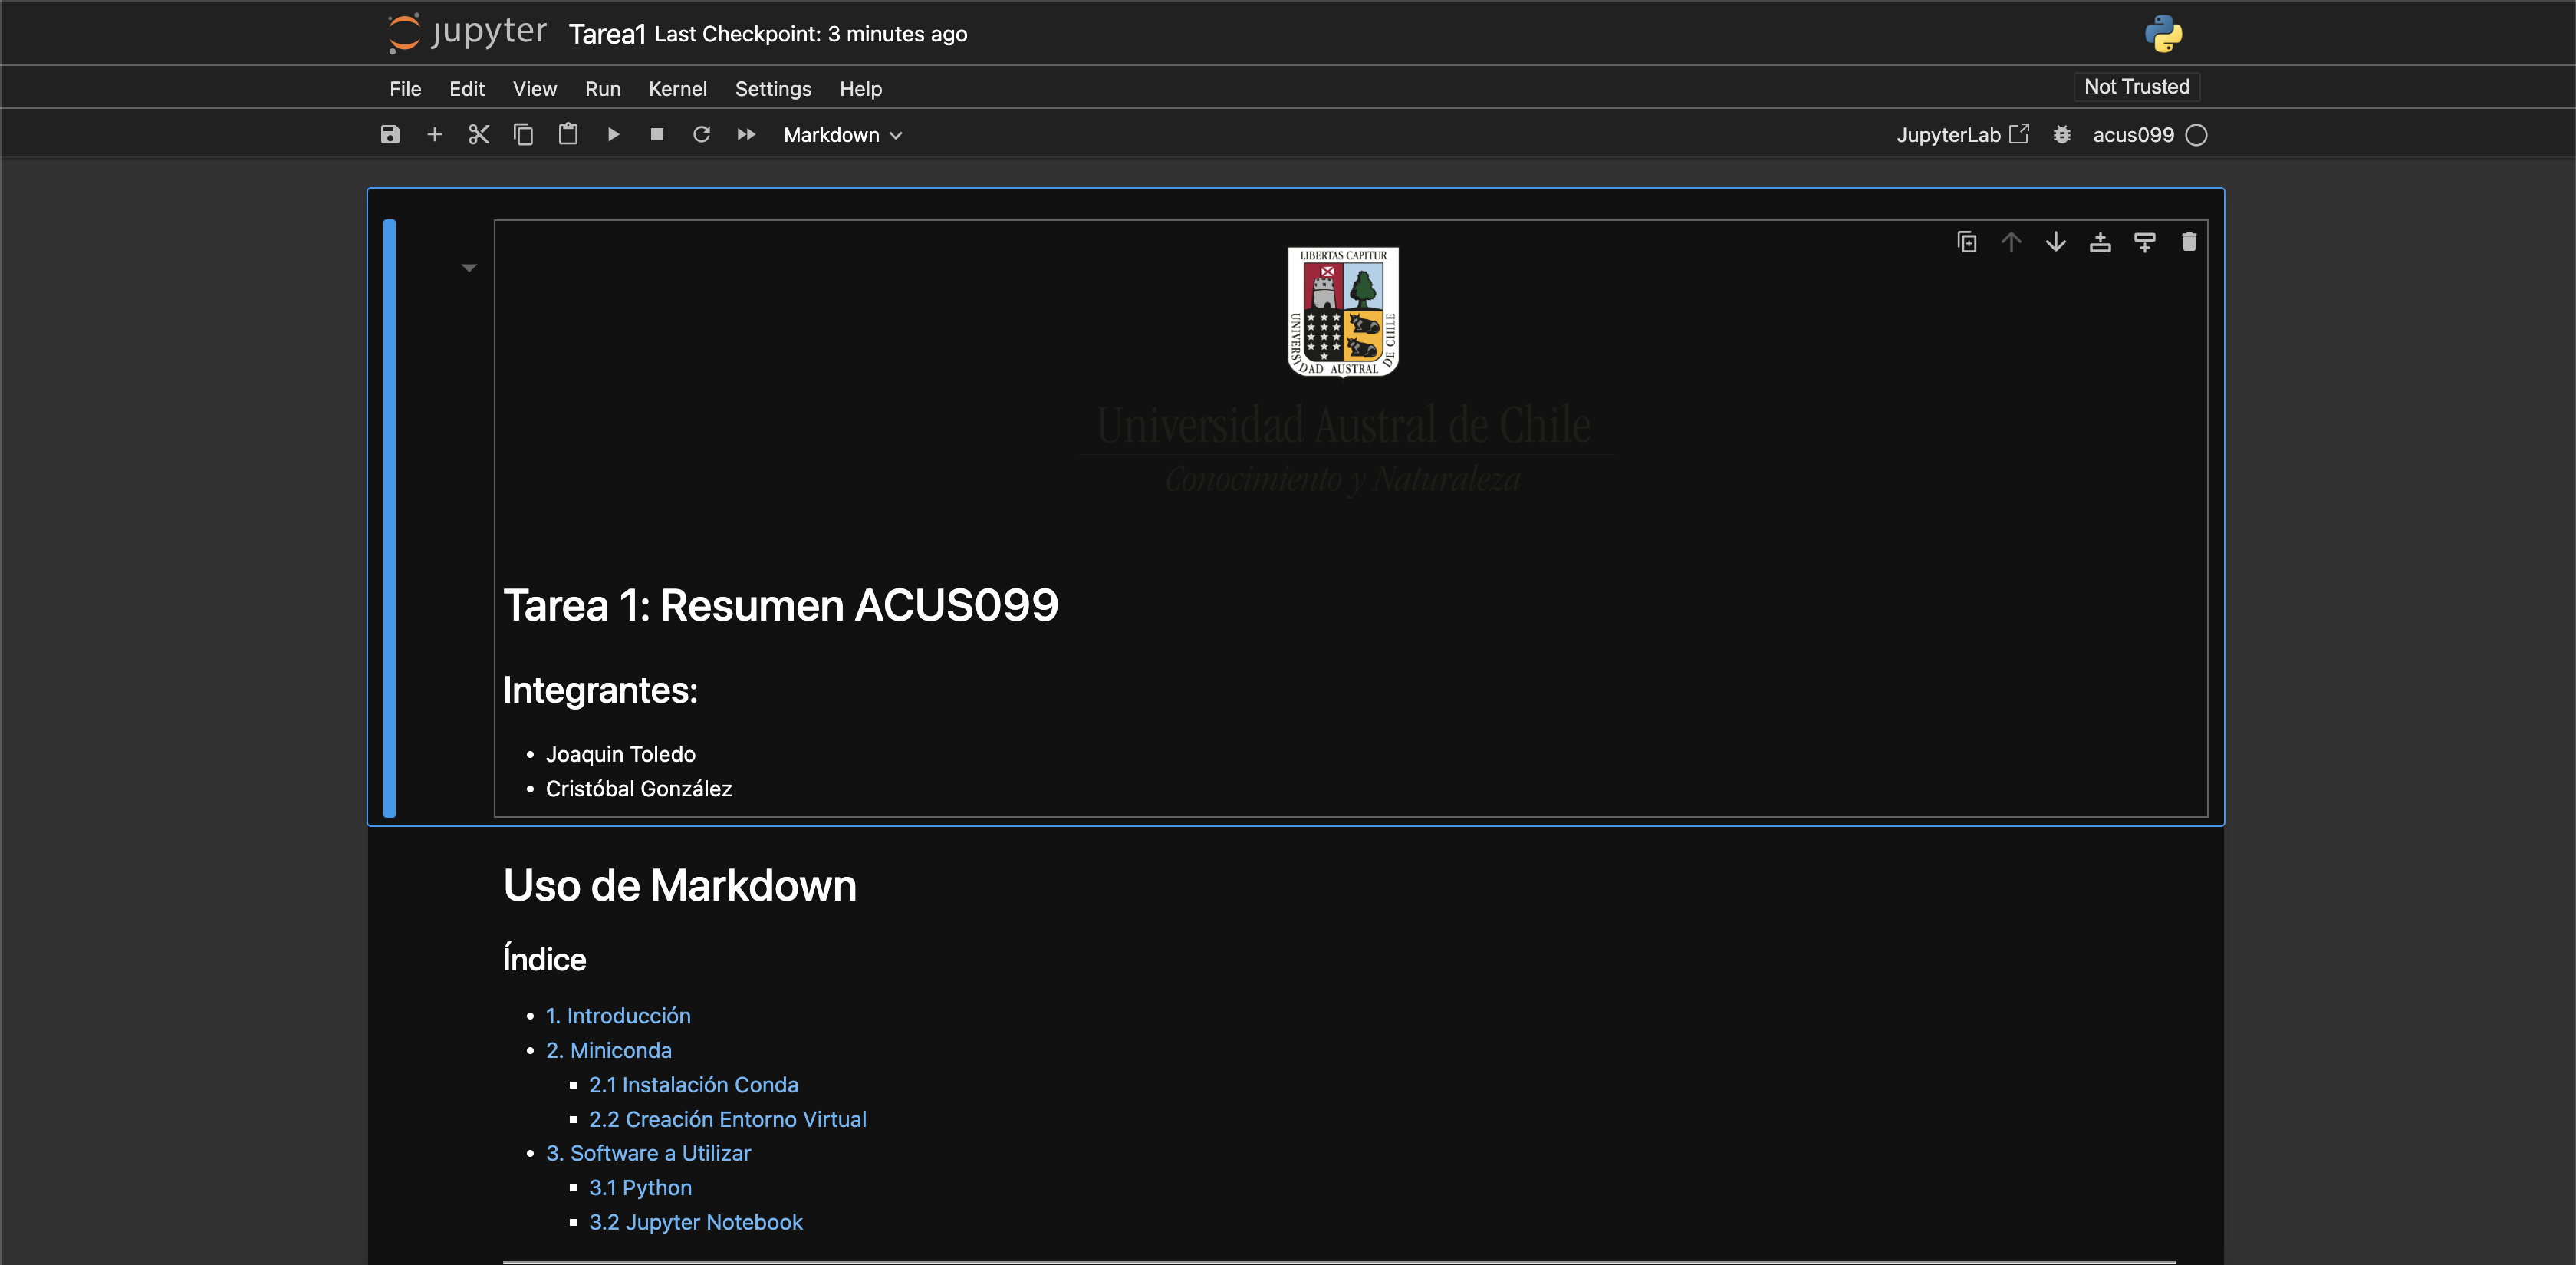 jupyter Tarea1 Last Checkpoint: 3 minutes ago
File Edit View Run Kernel Settings Help
Not Trusted
Markdown
JupyterLab
acus099
LIBERTAS CAPITUR
UNIVERSIDAD AUSTRAL DE CHILE
Universidad Austral de Chile
Conocimiento y Naturaleza
Tarea 1: Resumen ACUS099
Integrantes:
• Joaquin Toledo
• Cristóbal González
Uso de Markdown
Índice
• 1. Introducción
• 2. Miniconda
▪ 2.1 Instalación Conda
▪ 2.2 Creación Entorno Virtual
• 3. Software a Utilizar
▪ 3.1 Python
▪ 3.2 Jupyter Notebook